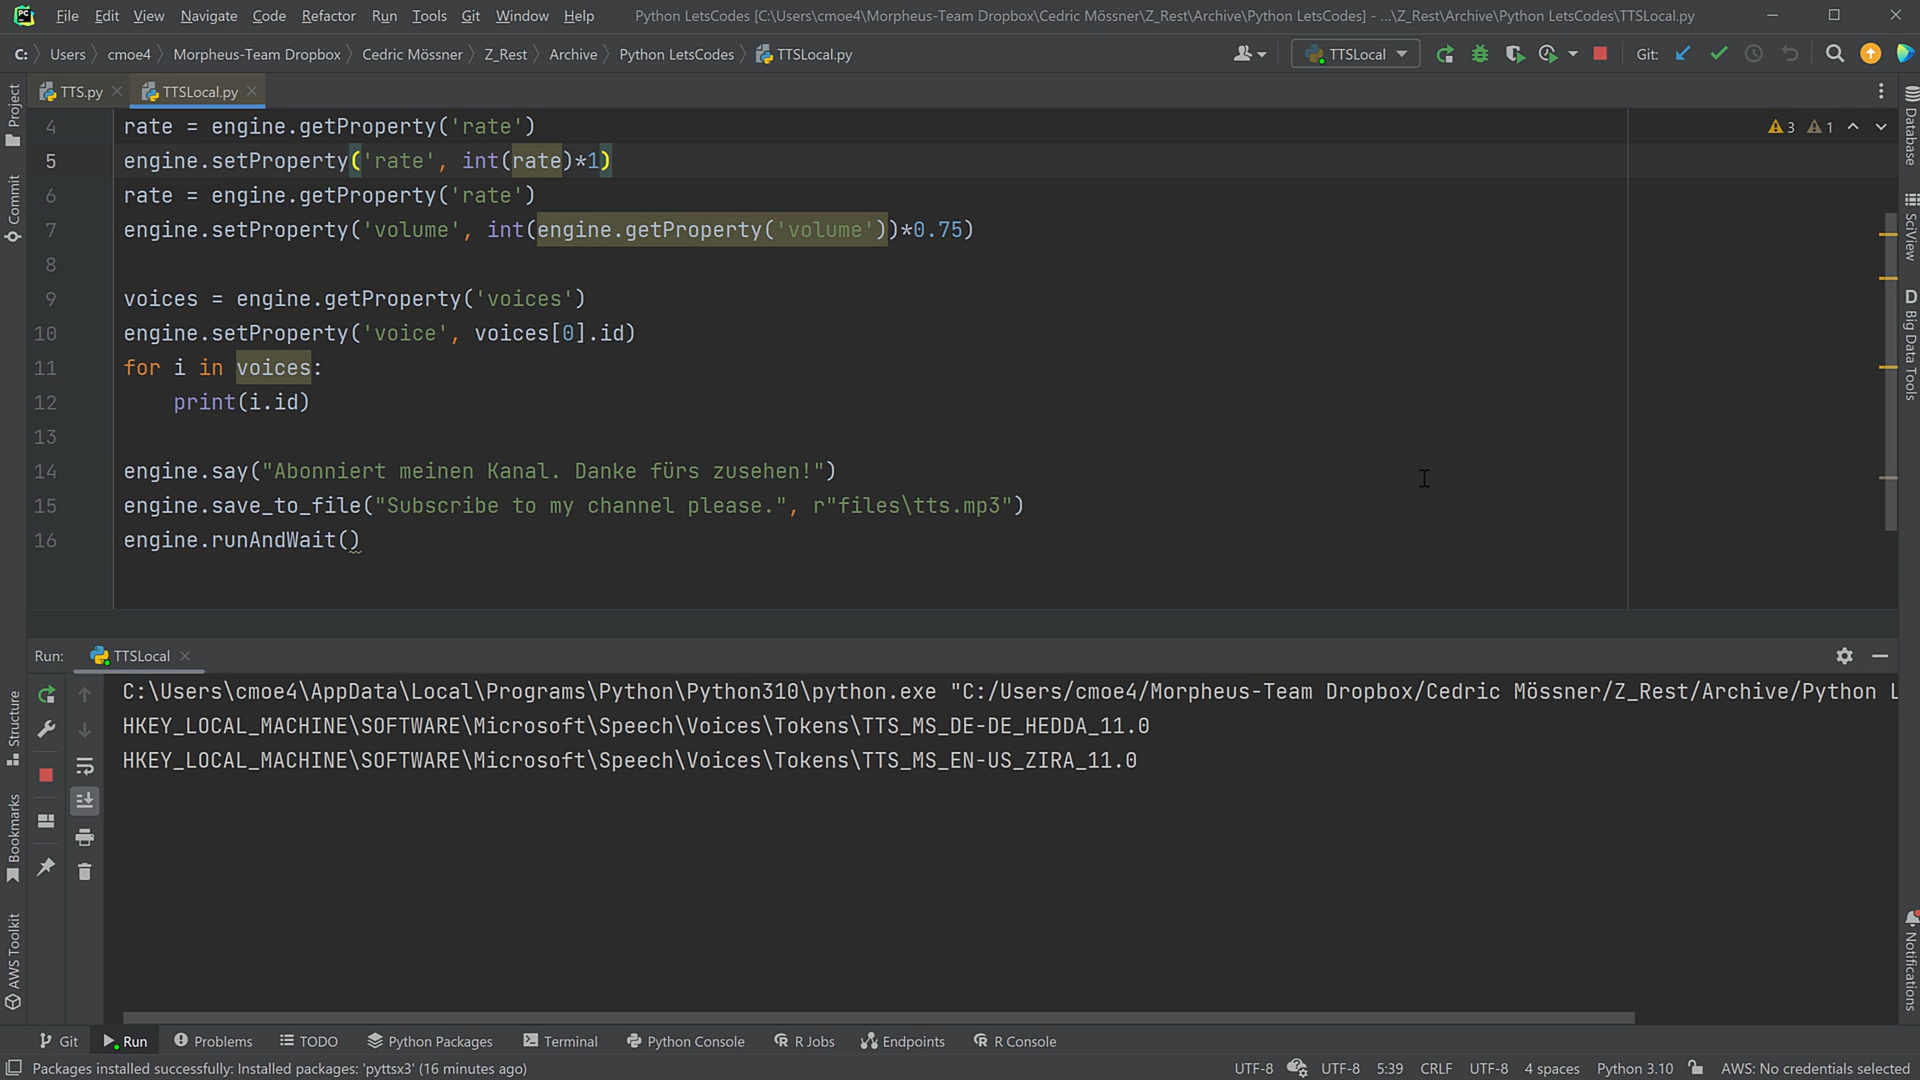 File Edit View Navigate Code Refactor Run Tools Git Window Help Python LetsCodes [C:\Users\cmoe4\Morpheus-Team Dropbox\Cedric Mössner\Z_Rest\Archive\Python LetsCodes] - ...\Z_Rest\Archive\Python LetsCodes\TTSLocal.py
C: Users cmoe4 Morpheus-Team Dropbox Cedric Mössner Z_Rest Archive Python LetsCodes TTSLocal.py TTSLocal Git:
TTS.py TTSLocal.py
4 rate = engine.getProperty('rate') 3 1
5 engine.setProperty('rate', int(rate)*1)
6 rate = engine.getProperty('rate')
7 engine.setProperty('volume', int(engine.getProperty('volume'))*0.75)
8
9 voices = engine.getProperty('voices')
10 engine.setProperty('voice', voices[0].id)
11 for i in voices:
12 print(i.id)
13
14 engine.say("Abonniert meinen Kanal. Danke fürs zusehen!")
15 engine.save_to_file("Subscribe to my channel please.", r"files\tts.mp3")
16 engine.runAndWait()
Run: TTSLocal
C:\Users\cmoe4\AppData\Local\Programs\Python\Python310\python.exe "C:/Users/cmoe4/Morpheus-Team Dropbox/Cedric Mössner/Z_Rest/Archive/Python L
HKEY_LOCAL_MACHINE\SOFTWARE\Microsoft\Speech\Voices\Tokens\TTS_MS_DE-DE_HEDDA_11.0
HKEY_LOCAL_MACHINE\SOFTWARE\Microsoft\Speech\Voices\Tokens\TTS_MS_EN-US_ZIRA_11.0
Project
Commit
Structure
Bookmarks
AWS Toolkit
Database
SciView
D Big Data Tools
Notifications
Git Run Problems TODO Python Packages Terminal Python Console R Jobs Endpoints R Console
Packages installed successfully: Installed packages: 'pyttsx3' (16 minutes ago) UTF-8 UTF-8 5:39 CRLF UTF-8 4 spaces Python 3.10 AWS: No credentials selected